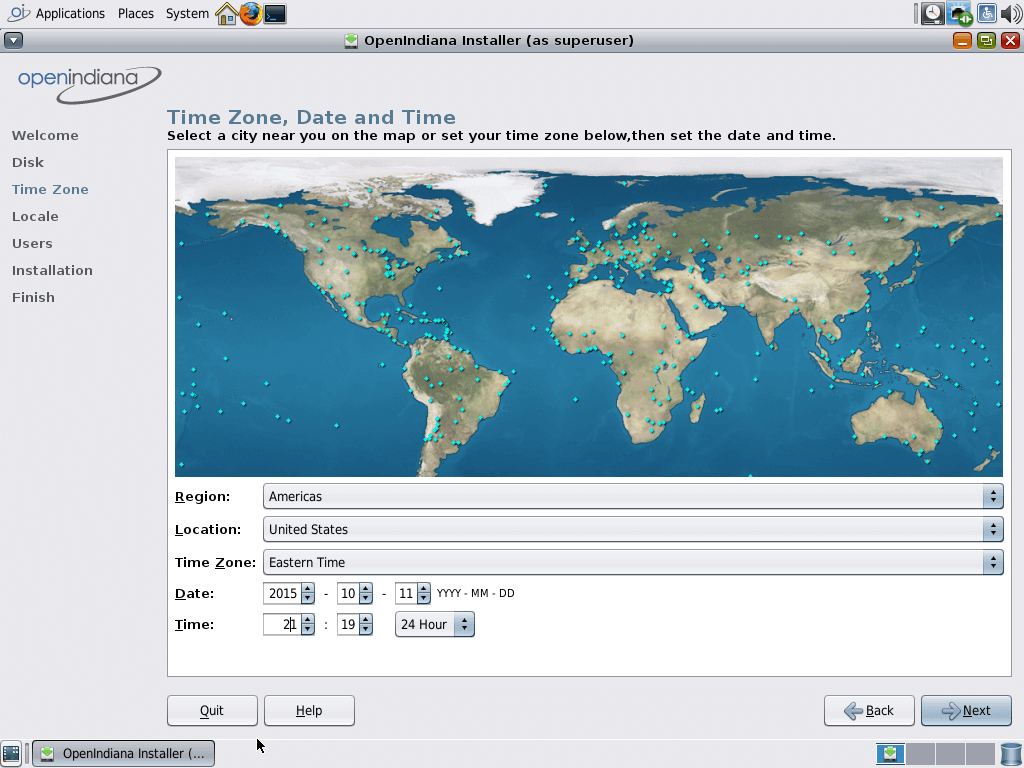 Applications Places System
OpenIndiana Installer (as superuser)
openindiana
Time Zone, Date and Time
Select a city near you on the map or set your time zone below,then set the date and time.
Welcome
Disk
Time Zone
Locale
Users
Installation
Finish
Region: Americas
Location: United States
Time Zone: Eastern Time
Date: 2015 - 10 - 11 YYYY - MM - DD
Time: 21 : 19 24 Hour
Quit Help Back Next
OpenIndiana Installer (...